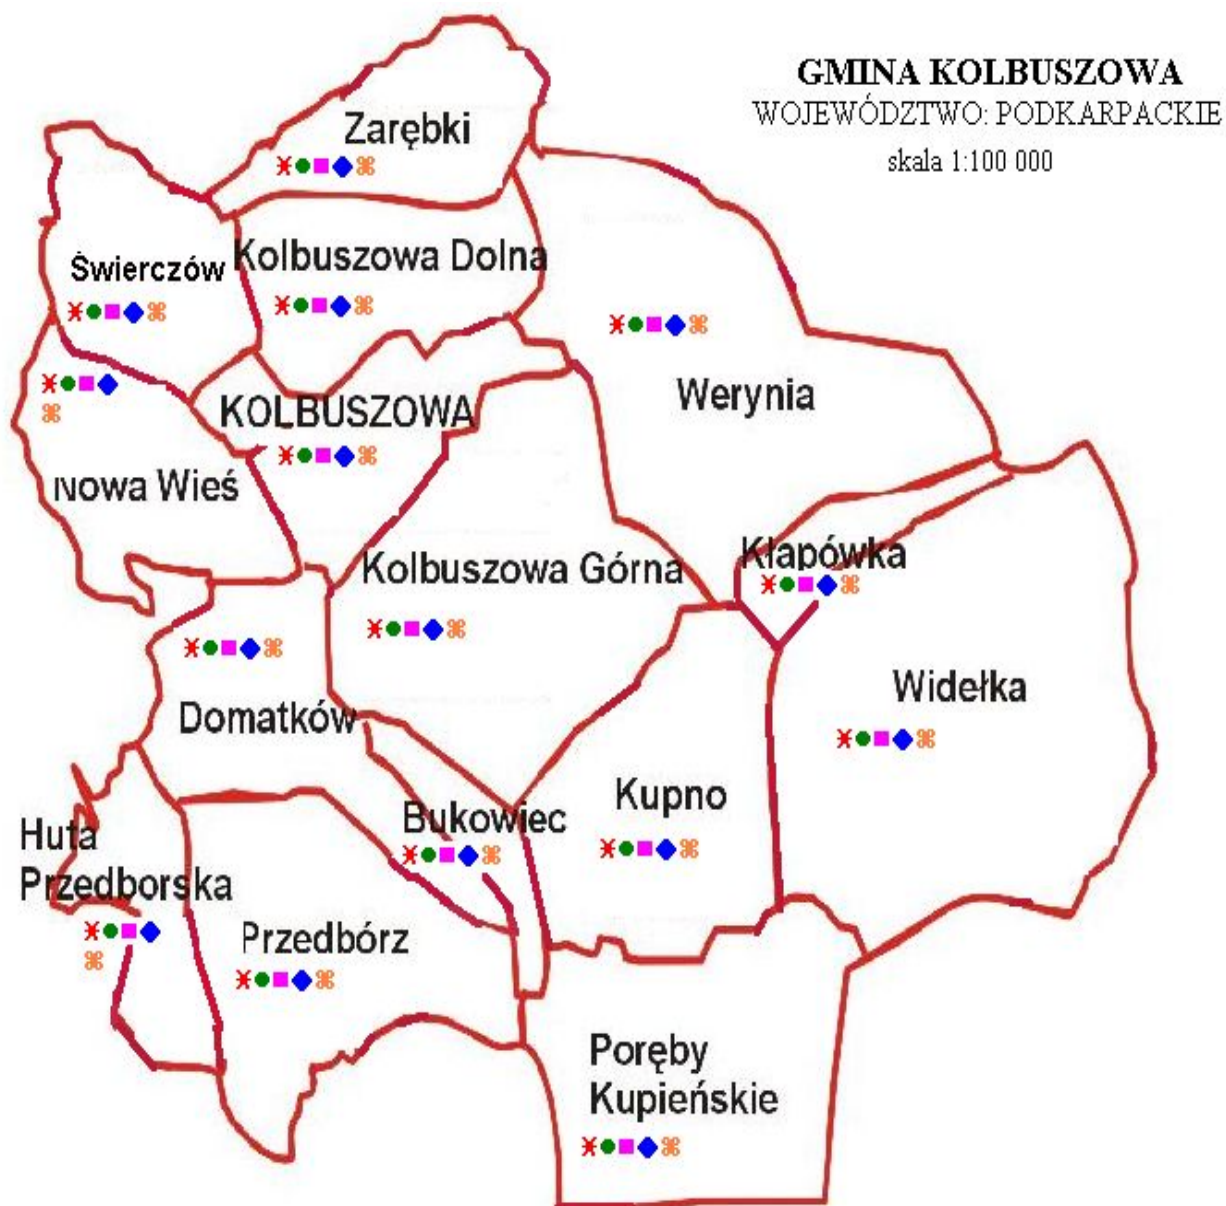 GMINA KOLBUSZOWA
WOJEWÓDZTWO: PODKARPACKIE
skala 1:100 000
Zarębki
Kolbuszowa Dolna
Świerczów
Werynia
KOLBUSZOWA
Nowa Wieś
Kłapówka
Kolbuszowa Górna
Widełka
Domatków
Kupno
Bukowiec
Huta
Przedborska
Przedbórz
Poręby
Kupieńskie